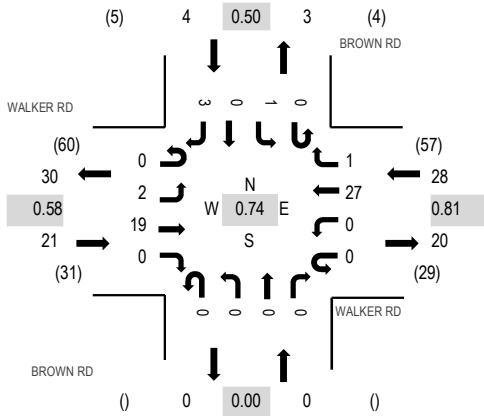 (5) 4 0.50 3 (4)
BROWN RD
WALKER RD
3 0 1 0
(60) (57)
0 1
30 28
2 27
N
0.58 W 0.74 E 0.81
19 0
S
21 20
0 0
(31) (29)
0 0 0 0
WALKER RD
BROWN RD
() 0 0.00 0 ()